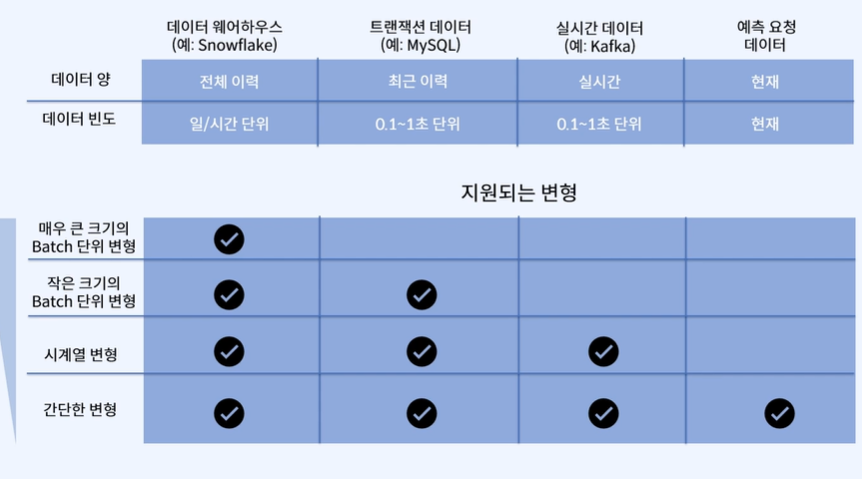 데이터 웨어하우스 트랜잭션 데이터 실시간 데이터 예측 요청
(예: Snowflake) (예: MySQL) (예: Kafka) 데이터
데이터 양 전체 이력 최근 이력 실시간 현재
데이터 빈도 일/시간 단위 0.1~1초 단위 0.1~1초 단위 현재
지원되는 변형
매우 큰 크기의
Batch 단위 변형
작은 크기의
Batch 단위 변형
시계열 변형
간단한 변형